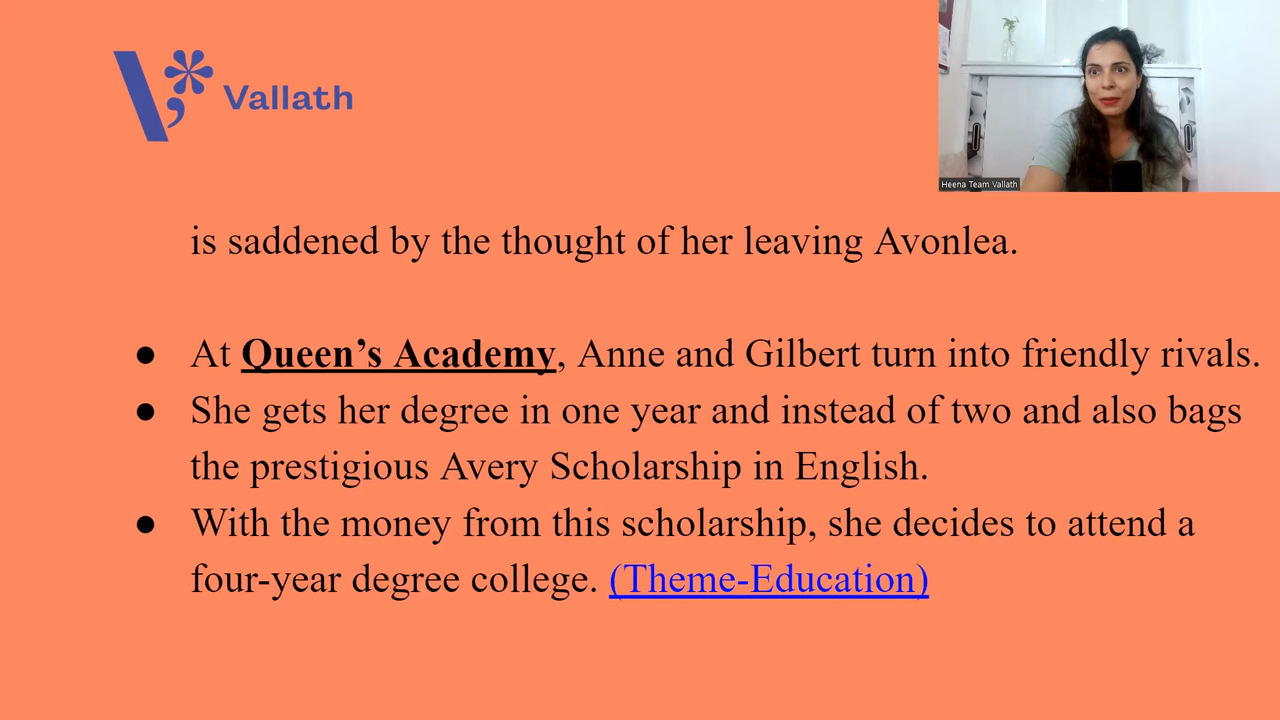 Vallath
Heena Team Vallath
is saddened by the thought of her leaving Avonlea.
● At Queen’s Academy, Anne and Gilbert turn into friendly rivals.
● She gets her degree in one year and instead of two and also bags
the prestigious Avery Scholarship in English.
● With the money from this scholarship, she decides to attend a
four-year degree college. (Theme-Education)